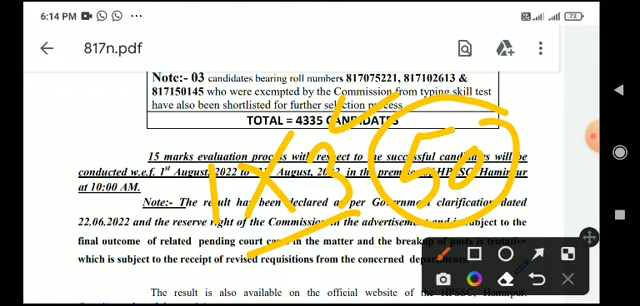 6:14 PM ... 73
817n.pdf
Note:- 03 candidates bearing roll numbers 817075221, 817102613 &
817150145 who were exempted by the Commission from typing skill test
have also been shortlisted for further selection process
TOTAL = 4335 CANDIDATES
15 marks evaluation process with respect to the successful candidates will be
conducted w.e.f. 1st August, 2022 to August, 2022, in the premises of HPSSC, Hamirpur
at 10:00 AM.
Note:- The result has been declared as per Government clarification dated
22.06.2022 and the reserve right of the Commission in the advertisement and is subject to the
final outcome of related pending court cases in the matter and the breakup of posts is tentative
which is subject to the receipt of revised requisitions from the concerned
The result is also available on the official website of the HPSSC, Hamirpur,
1X3
50